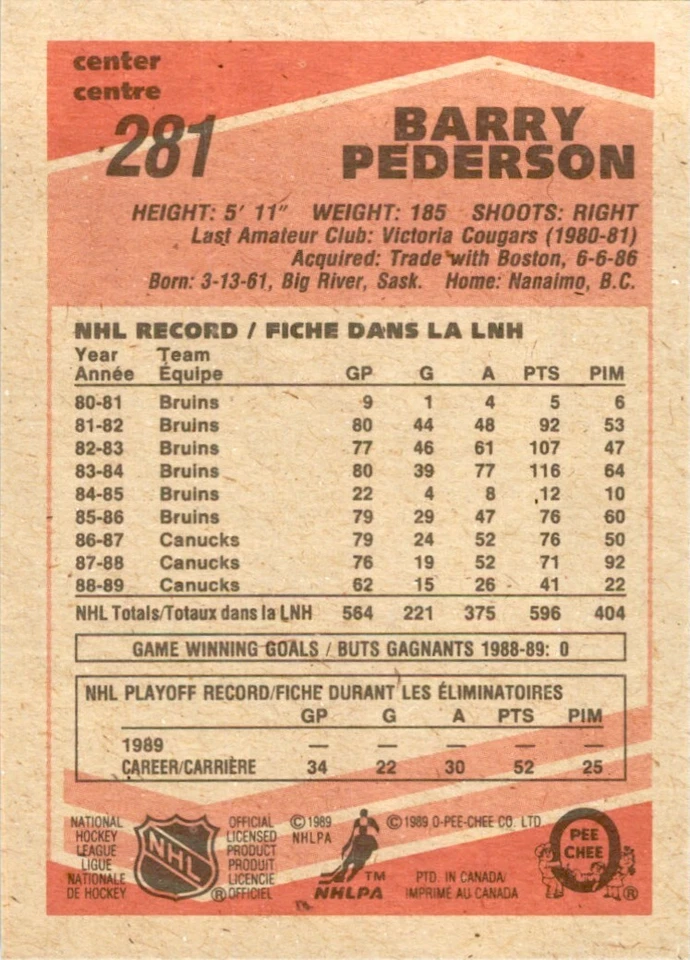 center
centre
281
BARRY
PEDERSON
HEIGHT: 5' 11" WEIGHT: 185 SHOOTS: RIGHT
Last Amateur Club: Victoria Cougars (1980-81)
Acquired: Trade with Boston, 6-6-86
Born: 3-13-61, Big River, Sask. Home: Nanaimo, B.C.
NHL RECORD / FICHE DANS LA LNH
Year Team
Année Équipe GP G A PTS PIM
80-81 Bruins 9 1 4 5 6
81-82 Bruins 80 44 48 92 53
82-83 Bruins 77 46 61 107 47
83-84 Bruins 80 39 77 116 64
84-85 Bruins 22 4 8 12 10
85-86 Bruins 79 29 47 76 60
86-87 Canucks 79 24 52 76 50
87-88 Canucks 76 19 52 71 92
88-89 Canucks 62 15 26 41 22
NHL Totals/Totaux dans la LNH 564 221 375 596 404
GAME WINNING GOALS / BUTS GAGNANTS 1988-89: 0
NHL PLAYOFF RECORD/FICHE DURANT LES ÉLIMINATOIRES
GP G A PTS PIM
1989 — — — — —
CAREER/CARRIÈRE 34 22 30 52 25
NATIONAL
HOCKEY
LEAGUE
LIGUE
NATIONALE
DE HOCKEY
NHL
®
OFFICIAL
LICENSED
PRODUCT
PRODUIT
LICENCIE
OFFICIEL
©1989
NHLPA
TM
NHLPA
©1989 O-PEE-CHEE CO. LTD
PTD. IN CANADA/
IMPRIMÉ AU CANADA
O
PEE
CHEE
®